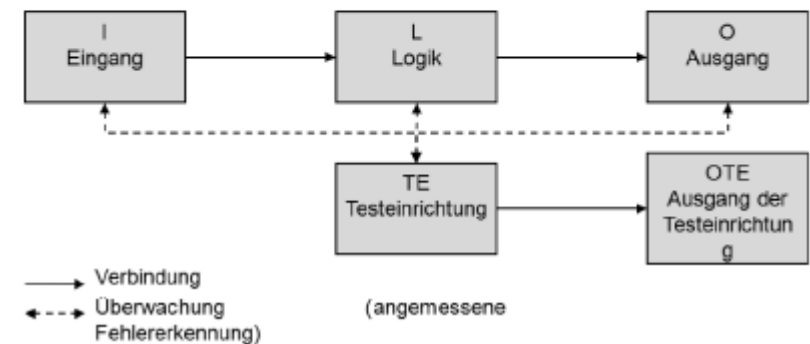 I
Eingang
L
Logik
O
Ausgang
TE
Testeinrichtung
OTE
Ausgang der
Testeinrichtun
g
Verbindung
Überwachung (angemessene
Fehlererkennung)